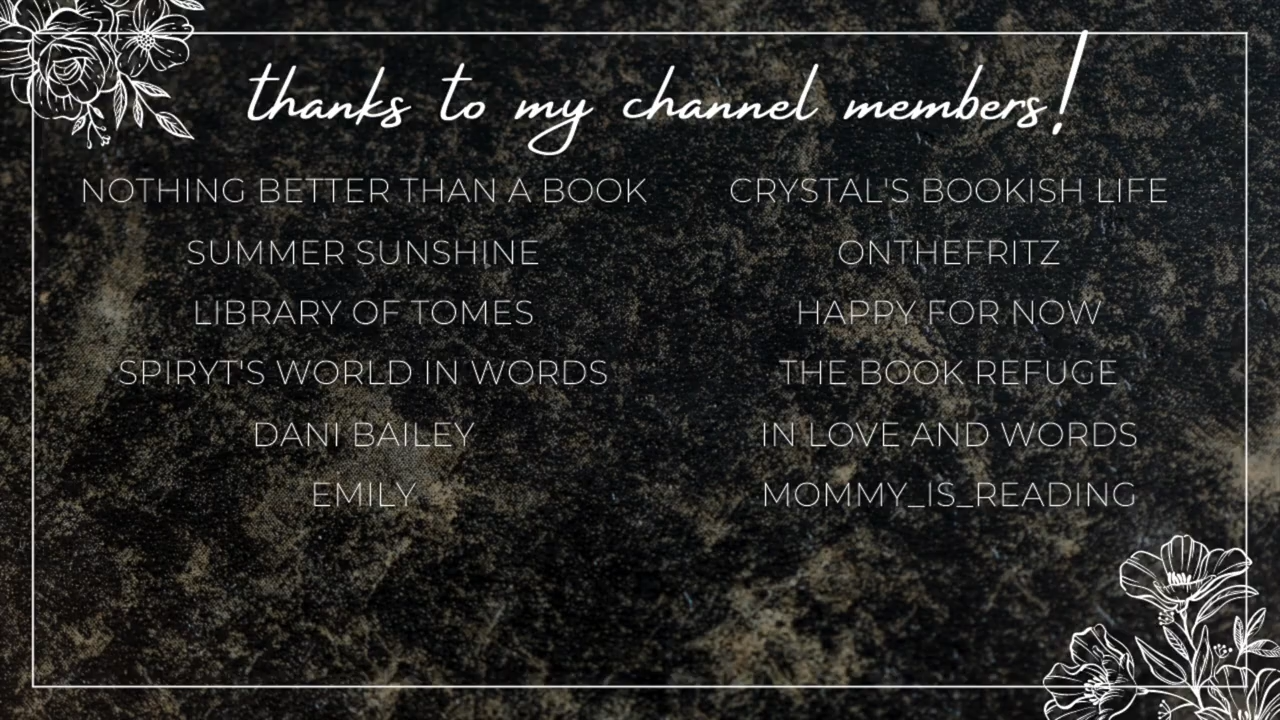 thanks to my channel members!
NOTHING BETTER THAN A BOOK
SUMMER SUNSHINE
LIBRARY OF TOMES
SPIRYT'S WORLD IN WORDS
DANI BAILEY
EMILY
CRYSTAL'S BOOKISH LIFE
ONTHEFRITZ
HAPPY FOR NOW
THE BOOK REFUGE
IN LOVE AND WORDS
MOMMY_IS_READING